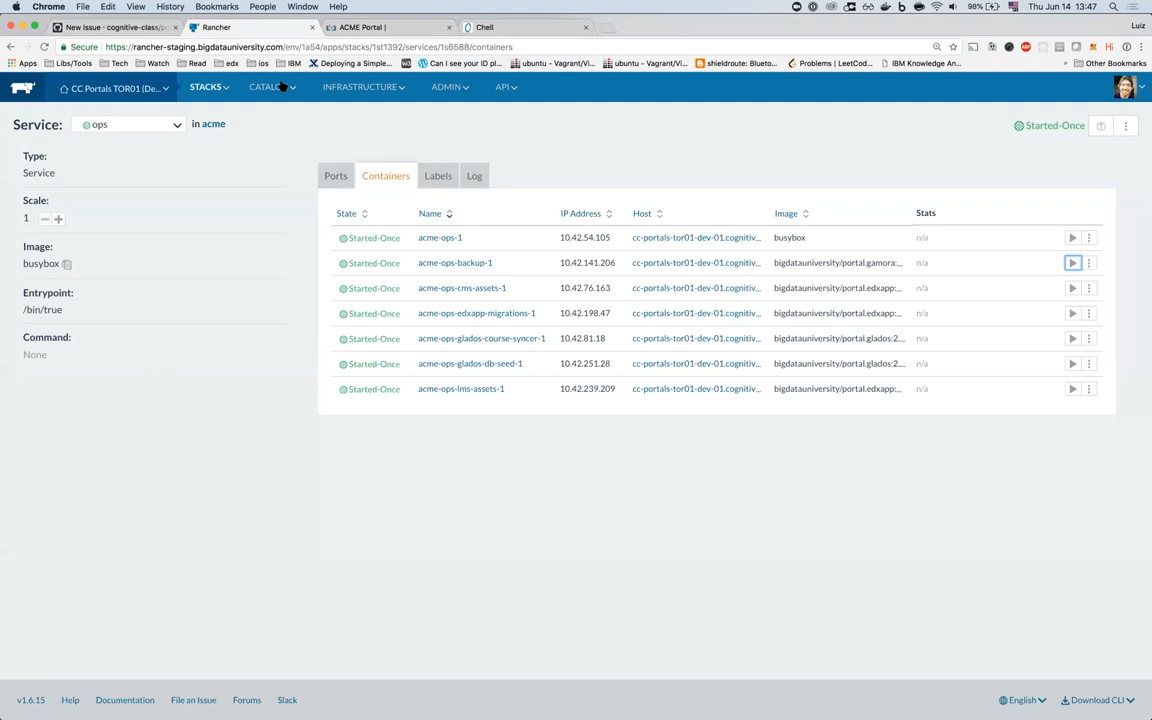 Chrome File Edit View History Bookmarks People Window Help 98% Thu Jun 14 13:47
New Issue · cognitive-class/p Rancher ACME Portal | Chell Luiz
Secure https://rancher-staging.bigdatauniversity.com/env/1a54/apps/stacks/1st1392/services/1s6588/containers
Apps Libs/Tools Tech Watch Read edx ios IBM Deploying a Simple... Can I see your ID pl... ubuntu - Vagrant/Vi... ubuntu - Vagrant/Vi... shieldroute: Bluetoo... Problems | LeetCod... IBM Knowledge An... » Other Bookmarks
CC Portals TOR01 (De... STACKS CATALOG INFRASTRUCTURE ADMIN API
Service: ops in acme Started-Once
Type:
Service
Scale:
1
Image:
busybox
Entrypoint:
/bin/true
Command:
None
Ports Containers Labels Log
State Name IP Address Host Image Stats
Started-Once acme-ops-1 10.42.54.105 cc-portals-tor01-dev-01.cognitiv... busybox n/a
Started-Once acme-ops-backup-1 10.42.141.206 cc-portals-tor01-dev-01.cognitiv... bigdatauniversity/portal.gamora:... n/a
Started-Once acme-ops-cms-assets-1 10.42.76.163 cc-portals-tor01-dev-01.cognitiv... bigdatauniversity/portal.edxapp:... n/a
Started-Once acme-ops-edxapp-migrations-1 10.42.198.47 cc-portals-tor01-dev-01.cognitiv... bigdatauniversity/portal.edxapp:... n/a
Started-Once acme-ops-glados-course-syncer-1 10.42.81.18 cc-portals-tor01-dev-01.cognitiv... bigdatauniversity/portal.glados:2.... n/a
Started-Once acme-ops-glados-db-seed-1 10.42.251.28 cc-portals-tor01-dev-01.cognitiv... bigdatauniversity/portal.glados:2.... n/a
Started-Once acme-ops-lms-assets-1 10.42.239.209 cc-portals-tor01-dev-01.cognitiv... bigdatauniversity/portal.edxapp:... n/a
v1.6.15 Help Documentation File an Issue Forums Slack English Download CLI